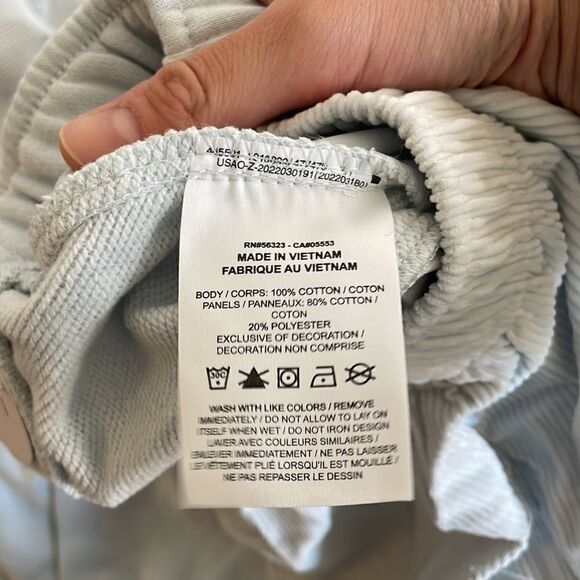 USAO-Z-2022030191(202203180)
RN#56323 - CA#05553
MADE IN VIETNAM
FABRIQUE AU VIETNAM
BODY / CORPS: 100% COTTON / COTON
PANELS / PANNEAUX: 80% COTTON /
COTON
20% POLYESTER
EXCLUSIVE OF DECORATION /
DECORATION NON COMPRISE
30C
WASH WITH LIKE COLORS / REMOVE
IMMEDIATELY / DO NOT ALLOW TO LAY ON
ITSELF WHEN WET / DO NOT IRON DESIGN
LAVER AVEC COULEURS SIMILAIRES /
ENLEVER IMMEDIATEMENT / NE PAS LAISSER
LE VÊTEMENT PLIÉ LORSQU'IL EST MOUILLÉ /
NE PAS REPASSER LE DESSIN